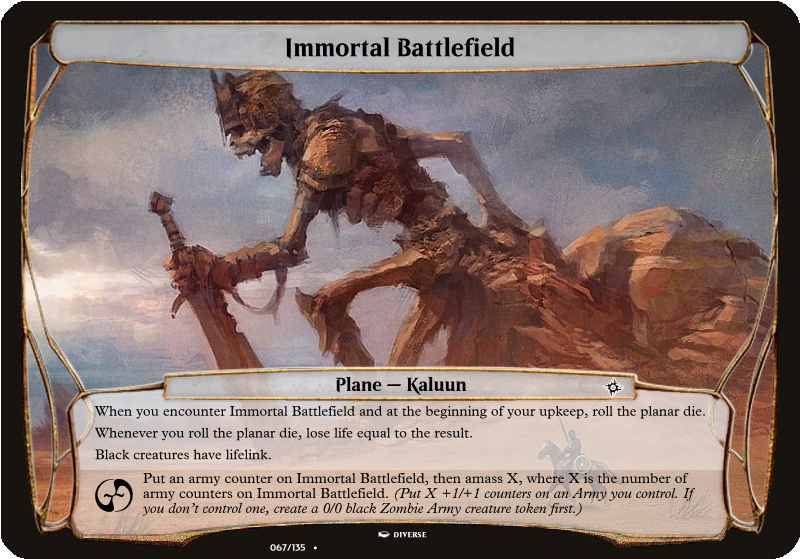 Immortal Battlefield
Plane — Kaluun
When you encounter Immortal Battlefield and at the beginning of your upkeep, roll the planar die.
Whenever you roll the planar die, lose life equal to the result.
Black creatures have lifelink.
Put an army counter on Immortal Battlefield, then amass X, where X is the number of
army counters on Immortal Battlefield. (Put X +1/+1 counters on an Army you control. If
you don't control one, create a 0/0 black Zombie Army creature token first.)
DIVERSE
067/135 •